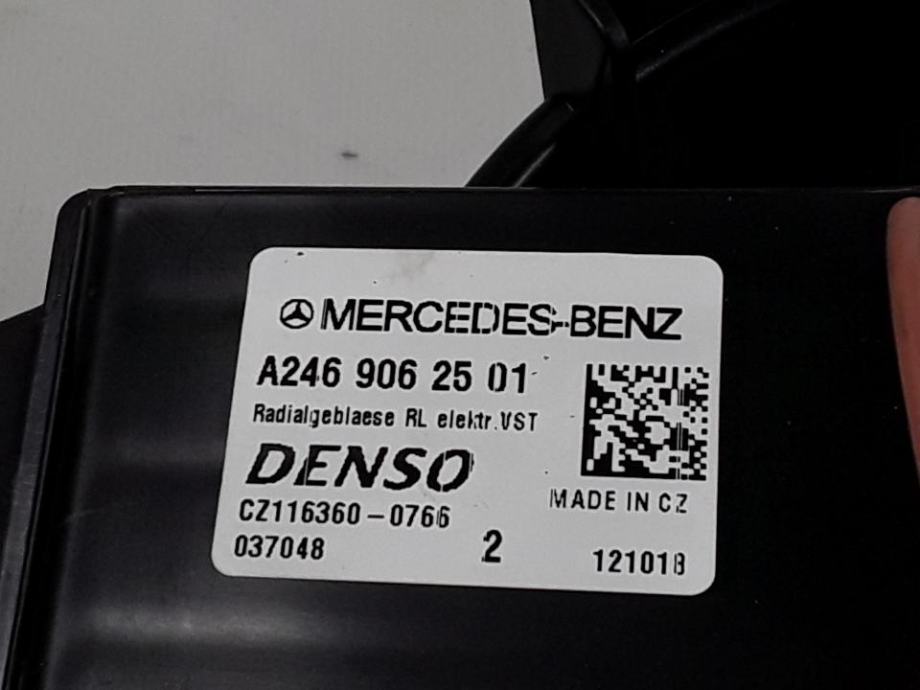 MERCEDES-BENZ
A246 906 25 01
Radialgeblaese RL elektr.VST
DENSO
MADE IN CZ
CZ116360-0766
037048 2 121018